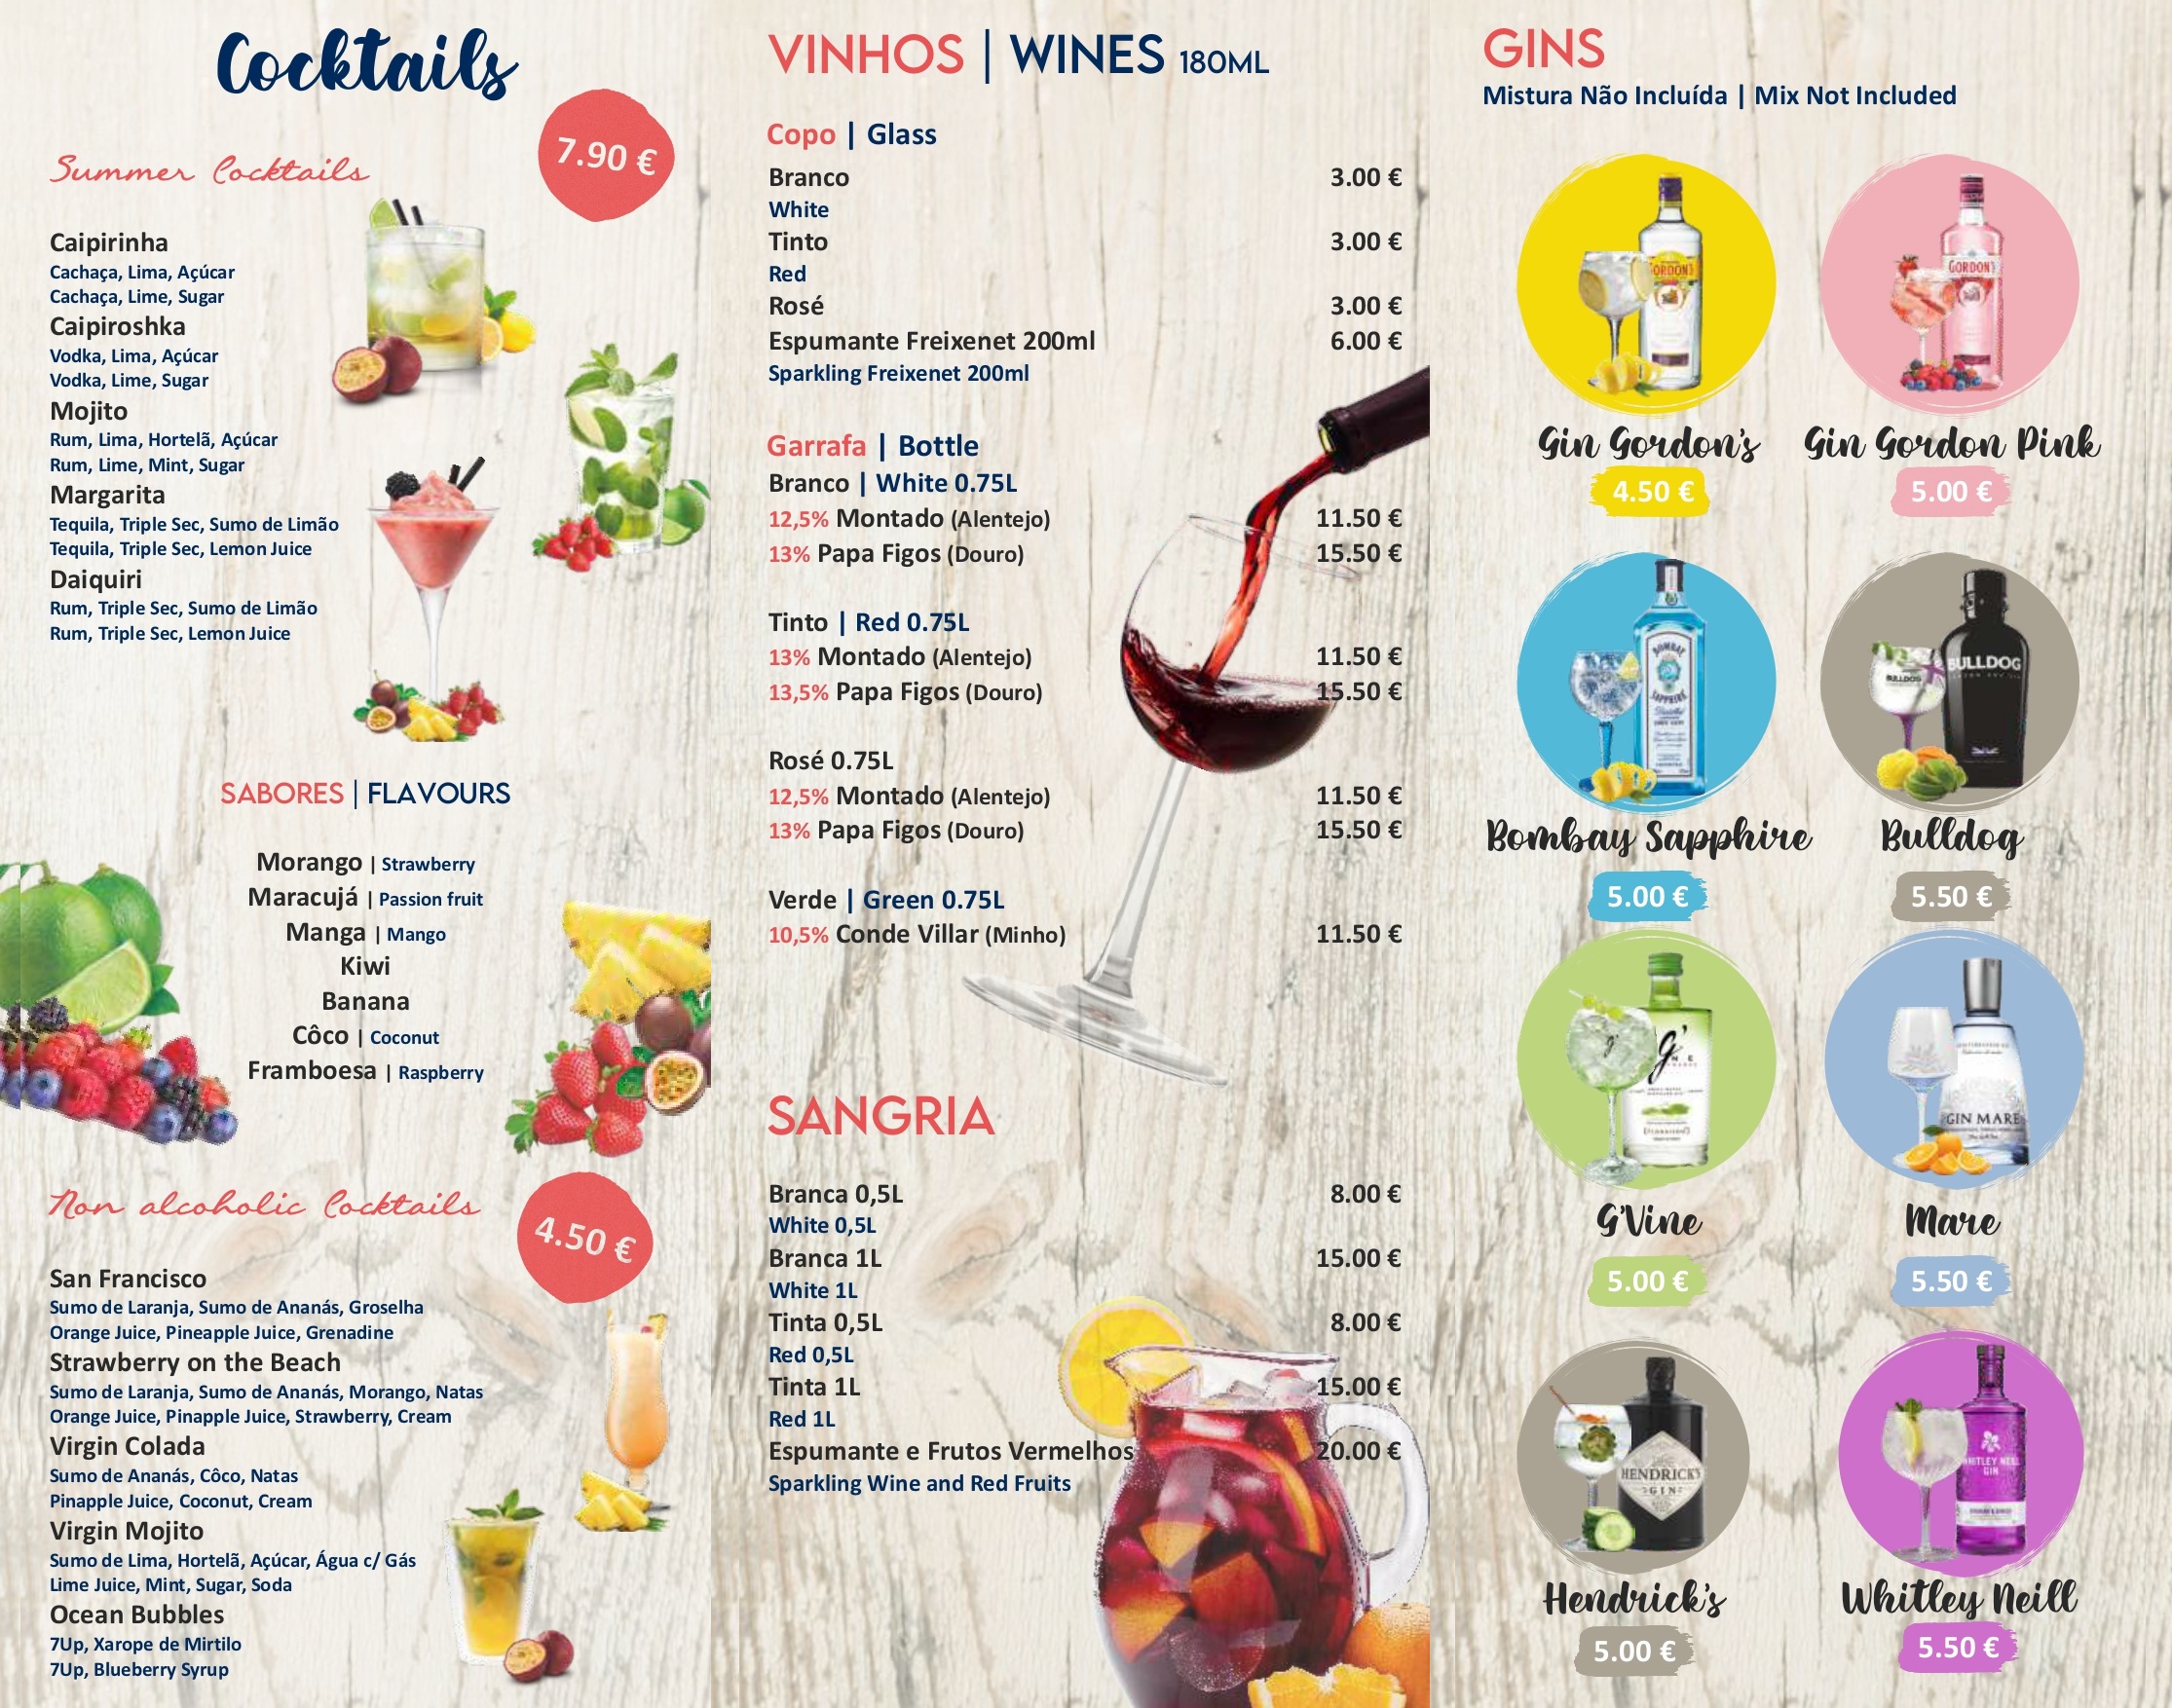 Cocktails
7.90 €
Summer Cocktails
Caipirinha
Cachaça, Lima, Açúcar
Cachaça, Lime, Sugar
Caipiroshka
Vodka, Lima, Açúcar
Vodka, Lime, Sugar
Mojito
Rum, Lima, Hortelã, Açúcar
Rum, Lime, Mint, Sugar
Margarita
Tequila, Triple Sec, Sumo de Limão
Tequila, Triple Sec, Lemon Juice
Daiquiri
Rum, Triple Sec, Sumo de Limão
Rum, Triple Sec, Lemon Juice
SABORES | FLAVOURS
Morango | Strawberry
Maracujá | Passion fruit
Manga | Mango
Kiwi
Banana
Côco | Coconut
Framboesa | Raspberry
Non alcoholic Cocktails
4.50 €
San Francisco
Sumo de Laranja, Sumo de Ananás, Groselha
Orange Juice, Pineapple Juice, Grenadine
Strawberry on the Beach
Sumo de Laranja, Sumo de Ananás, Morango, Natas
Orange Juice, Pinapple Juice, Strawberry, Cream
Virgin Colada
Sumo de Ananás, Côco, Natas
Pinapple Juice, Coconut, Cream
Virgin Mojito
Sumo de Lima, Hortelã, Açúcar, Água c/ Gás
Lime Juice, Mint, Sugar, Soda
Ocean Bubbles
7Up, Xarope de Mirtilo
7Up, Blueberry Syrup
VINHOS | WINES 180ML
Copo | Glass
Branco 3.00 €
White
Tinto 3.00 €
Red
Rosé 3.00 €
Espumante Freixenet 200ml 6.00 €
Sparkling Freixenet 200ml
Garrafa | Bottle
Branco | White 0.75L
12,5% Montado (Alentejo) 11.50 €
13% Papa Figos (Douro) 15.50 €
Tinto | Red 0.75L
13% Montado (Alentejo) 11.50 €
13,5% Papa Figos (Douro) 15.50 €
Rosé 0.75L
12,5% Montado (Alentejo) 11.50 €
13% Papa Figos (Douro) 15.50 €
Verde | Green 0.75L
10,5% Conde Villar (Minho) 11.50 €
SANGRIA
Branca 0,5L 8.00 €
White 0,5L
Branca 1L 15.00 €
White 1L
Tinta 0,5L 8.00 €
Red 0,5L
Tinta 1L 15.00 €
Red 1L
Espumante e Frutos Vermelhos 20.00 €
Sparkling Wine and Red Fruits
GINS
Mistura Não Incluída | Mix Not Included
GORDON'S
GORDON'S
Gin Gordon's
Gin Gordon Pink
4.50 €
5.00 €
BOMBAY
SAPPHIRE
BULLDOG
BULLDOG
Bombay Sapphire
Bulldog
5.00 €
5.50 €
GIN MARE
G'Vine
Mare
5.00 €
5.50 €
HENDRICK'S
GIN
WHITLEY NEILL
GIN
Hendrick's
Whitley Neill
5.00 €
5.50 €